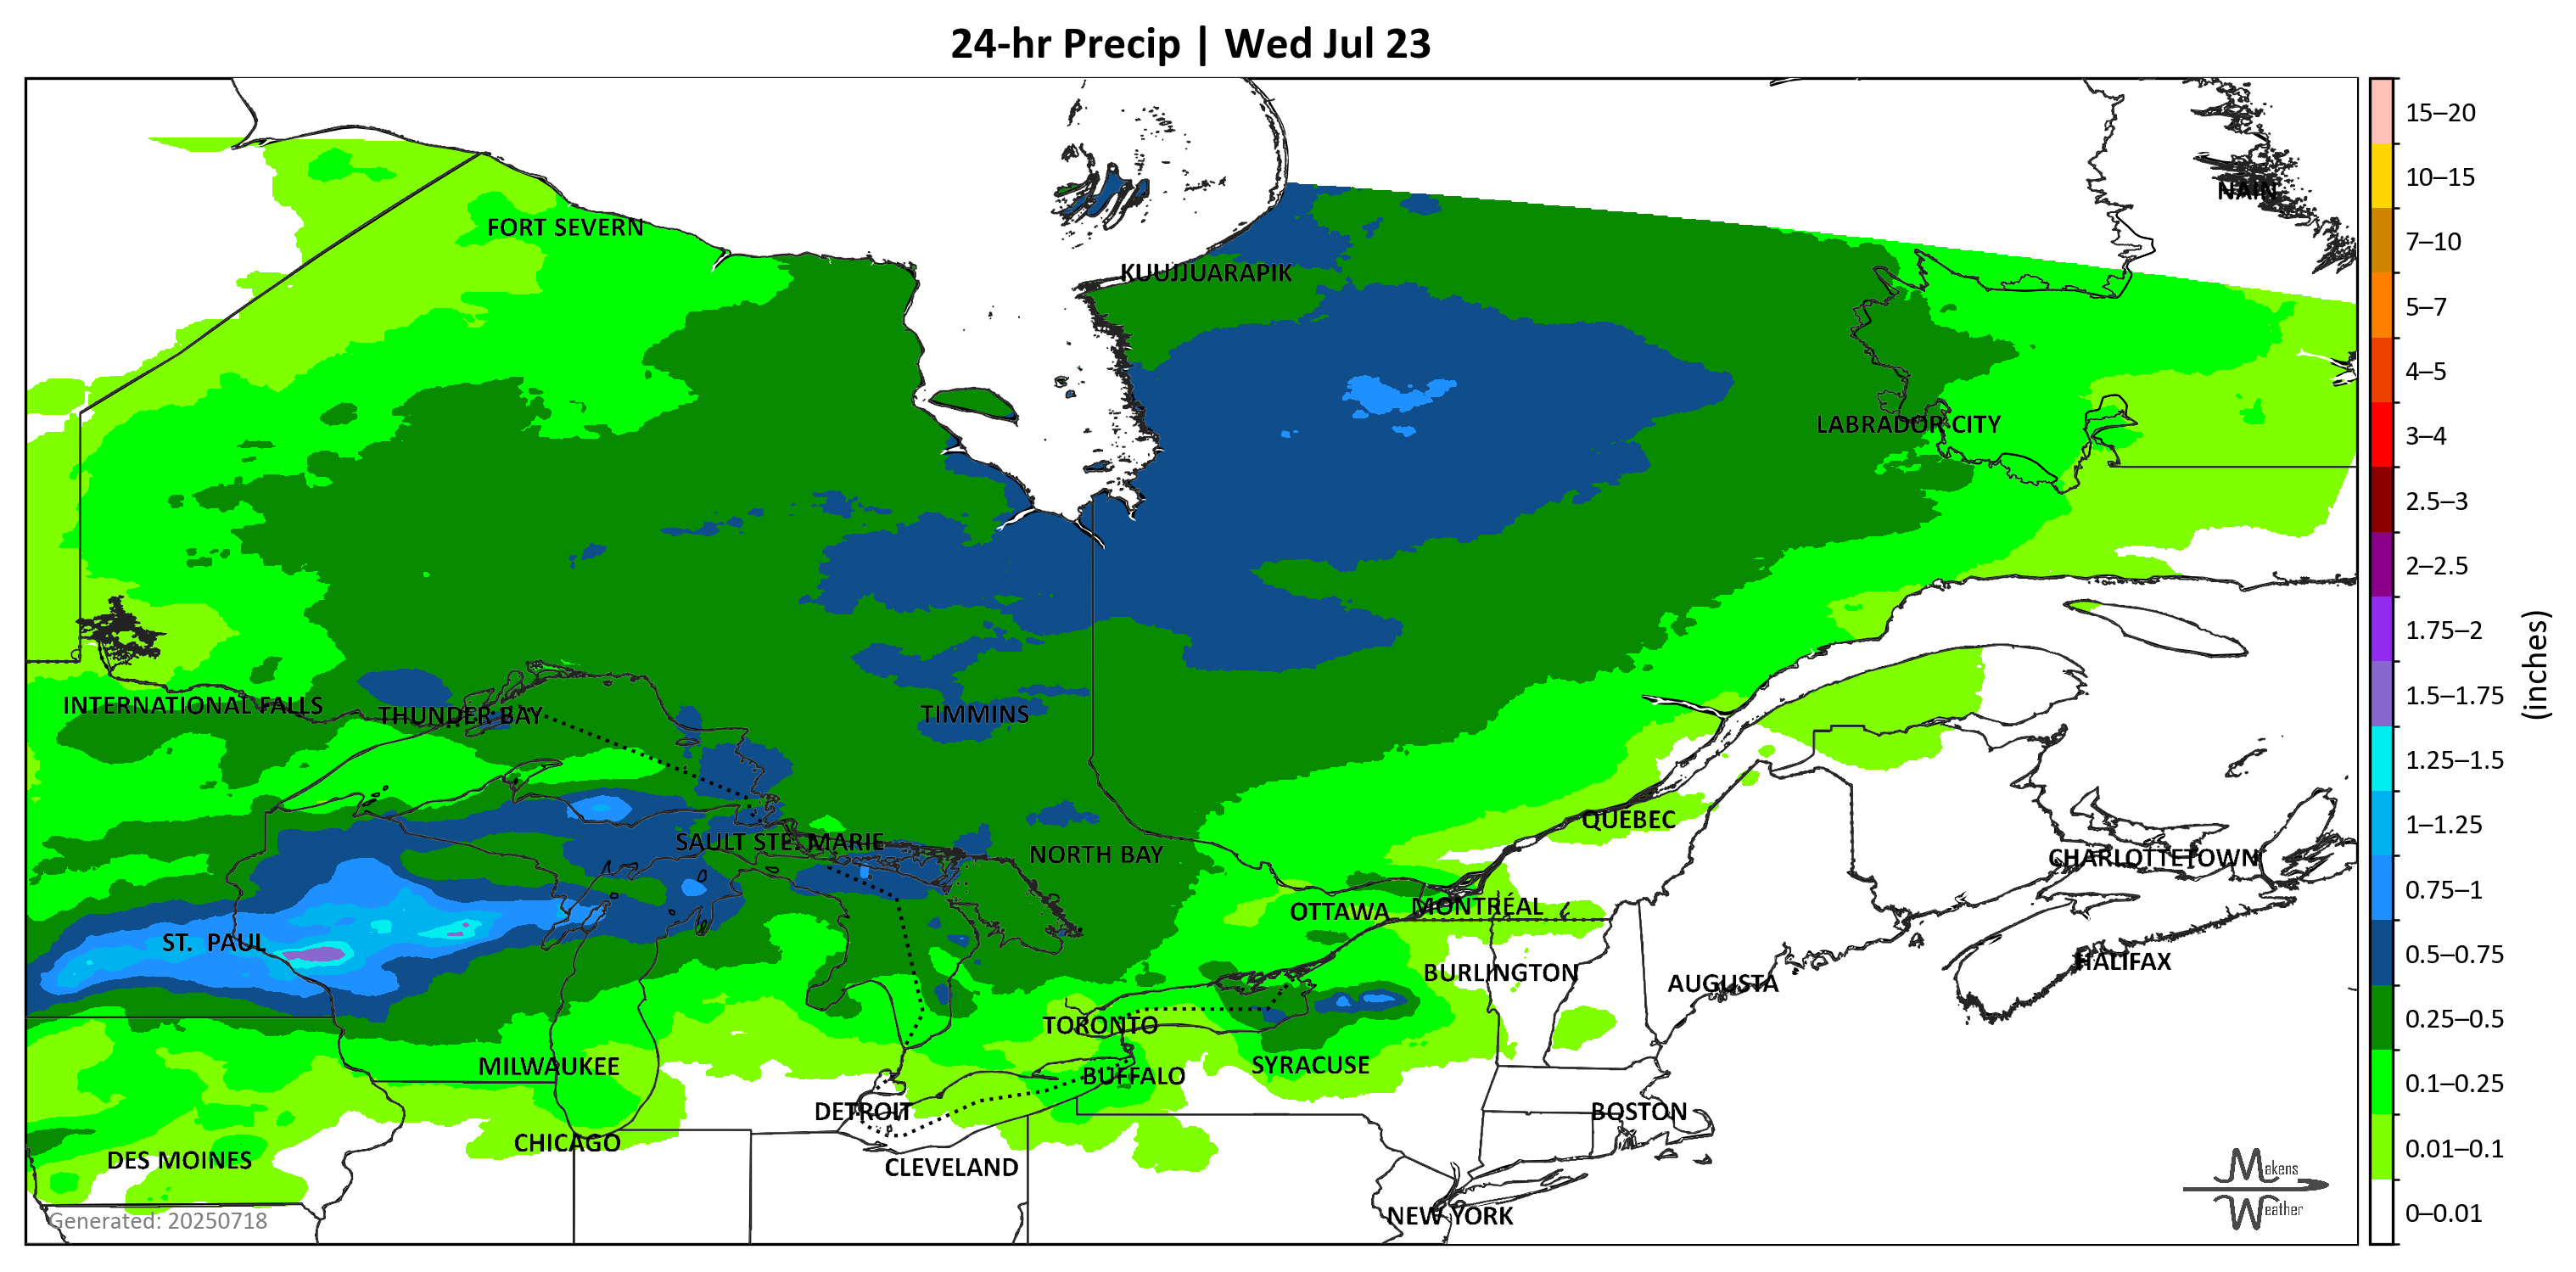 24-hr Precip | Wed Jul 23
NAIN
FORT SEVERN
KUUJJUARAPIK
LABRADOR CITY
INTERNATIONAL FALLS
THUNDER BAY
TIMMINS
QUÉBEC
SAULT STE. MARIE
NORTH BAY
CHARLOTTETOWN
OTTAWA
MONTRÉAL
ST. PAUL
HALIFAX
BURLINGTON
AUGUSTA
TORONTO
SYRACUSE
MILWAUKEE
BUFFALO
DETROIT
BOSTON
CHICAGO
DES MOINES
CLEVELAND
NEW YORK
Generated: 20250718
Makens
Weather
15–20
10–15
7–10
5–7
4–5
3–4
2.5–3
2–2.5
1.75–2
1.5–1.75
1.25–1.5
1–1.25
0.75–1
0.5–0.75
0.25–0.5
0.1–0.25
0.01–0.1
0–0.01
(inches)